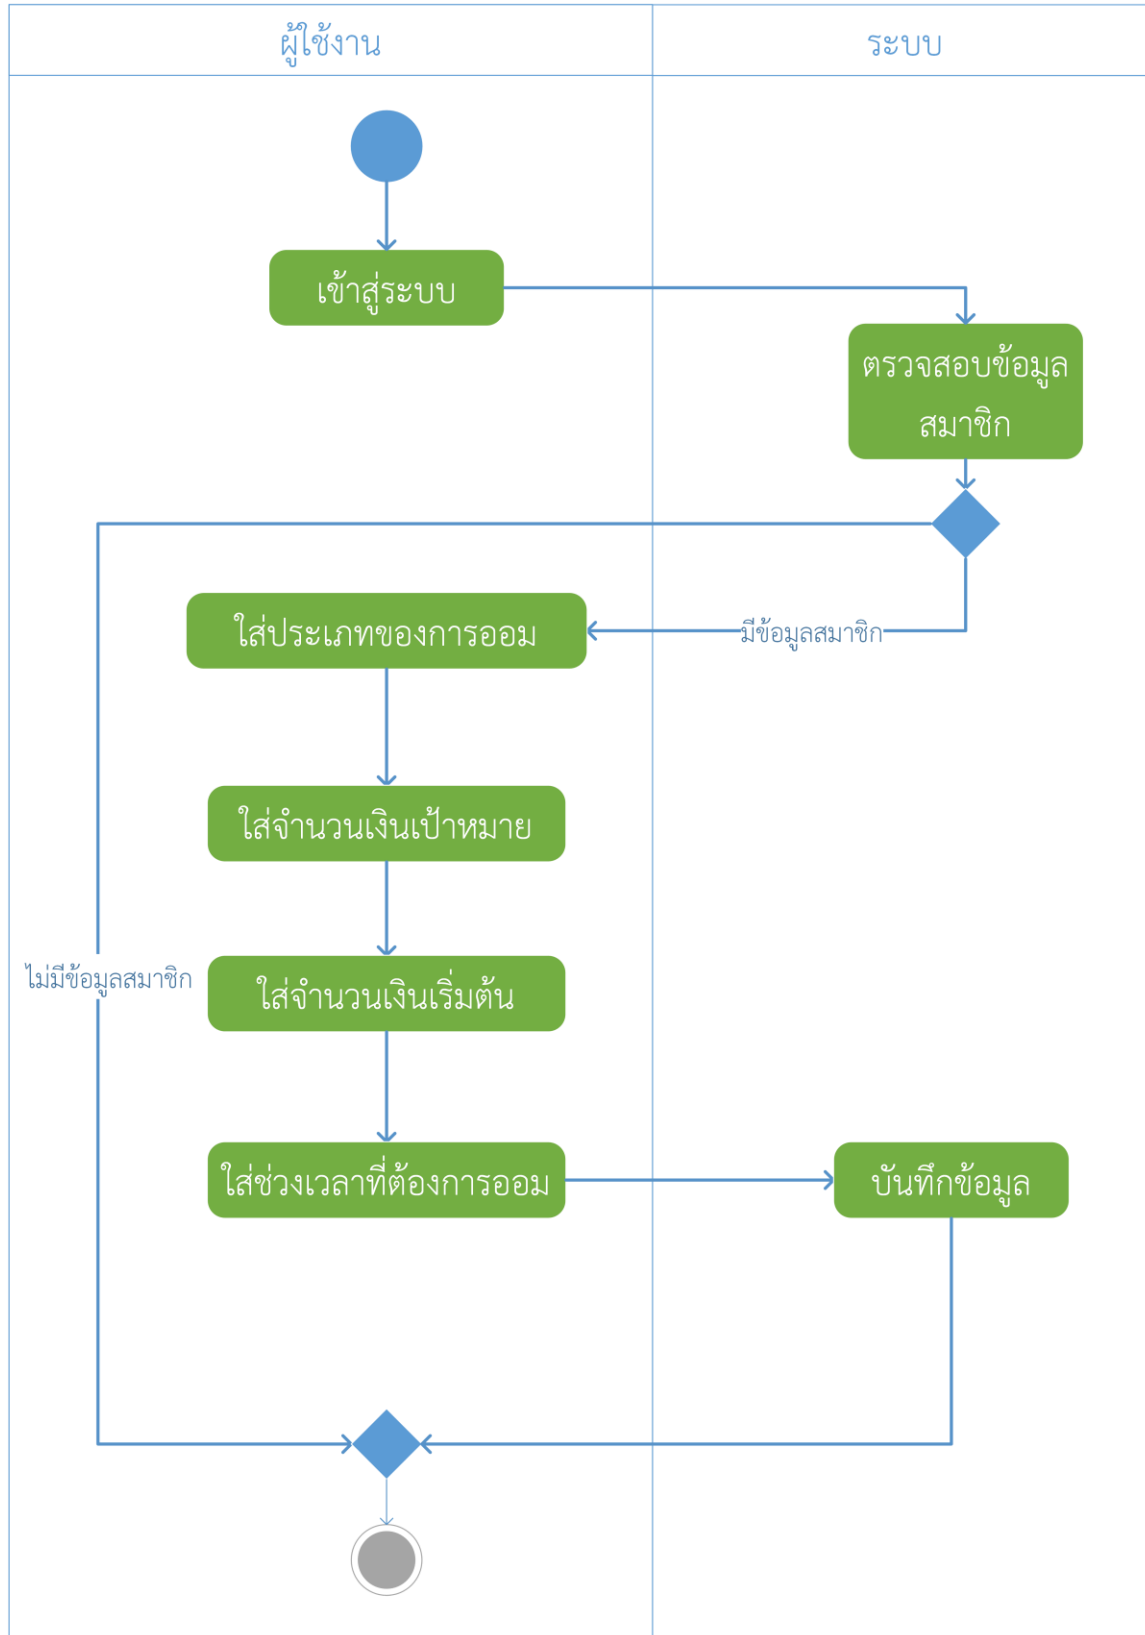 ผู้ใช้งาน
ระบบ
เข้าสู่ระบบ
ตรวจสอบข้อมูล
สมาชิก
ใส่ประเภทของการออม
มีข้อมูลสมาชิก
ใส่จำนวนเงินเป้าหมาย
ไม่มีข้อมูลสมาชิก
ใส่จำนวนเงินเริ่มต้น
ใส่ช่วงเวลาที่ต้องการออม
บันทึกข้อมูล